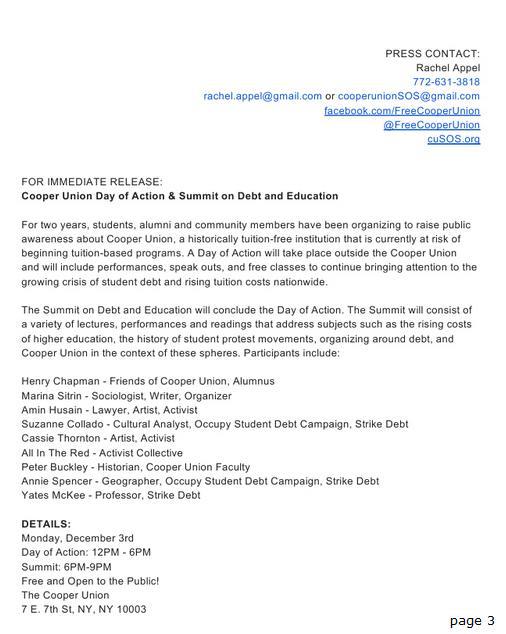 PRESS CONTACT:
Rachel Appel
772-631-3818
rachel.appel@gmail.com or cooperunionSOS@gmail.com
facebook.com/FreeCooperUnion
@FreeCooperUnion
cuSOS.org
FOR IMMEDIATE RELEASE:
Cooper Union Day of Action & Summit on Debt and Education
For two years, students, alumni and community members have been organizing to raise public
awareness about Cooper Union, a historically tuition-free institution that is currently at risk of
beginning tuition-based programs. A Day of Action will take place outside the Cooper Union
and will include performances, speak outs, and free classes to continue bringing attention to the
growing crisis of student debt and rising tuition costs nationwide.
The Summit on Debt and Education will conclude the Day of Action. The Summit will consist of
a variety of lectures, performances and readings that address subjects such as the rising costs
of higher education, the history of student protest movements, organizing around debt, and
Cooper Union in the context of these spheres. Participants include:
Henry Chapman - Friends of Cooper Union, Alumnus
Marina Sitrin - Sociologist, Writer, Organizer
Amin Husain - Lawyer, Artist, Activist
Suzanne Collado - Cultural Analyst, Occupy Student Debt Campaign, Strike Debt
Cassie Thornton - Artist, Activist
All In The Red - Activist Collective
Peter Buckley - Historian, Cooper Union Faculty
Annie Spencer - Geographer, Occupy Student Debt Campaign, Strike Debt
Yates McKee - Professor, Strike Debt
DETAILS:
Monday, December 3rd
Day of Action: 12PM - 6PM
Summit: 6PM-9PM
Free and Open to the Public!
The Cooper Union
7 E. 7th St, NY, NY 10003
page 3